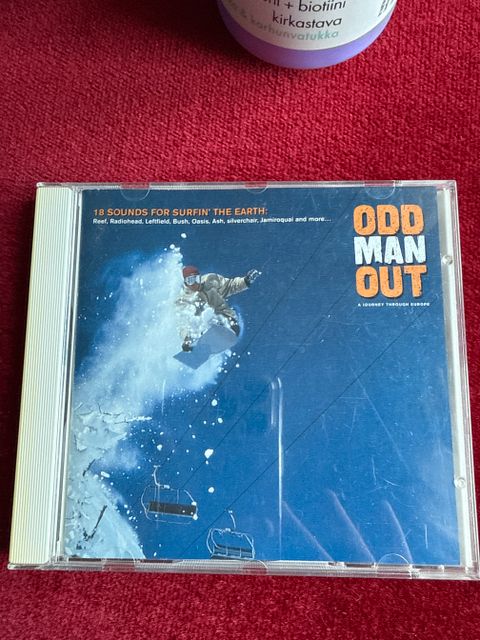 + biotiini
kirkastava
& karhunvatukka
18 SOUNDS FOR SURFIN' THE EARTH:
Reef, Radiohead, Leftfield, Bush, Oasis, Ash, silverchair, Jamiroquai and more...
ODD
MAN
OUT
A JOURNEY THROUGH EUROPE